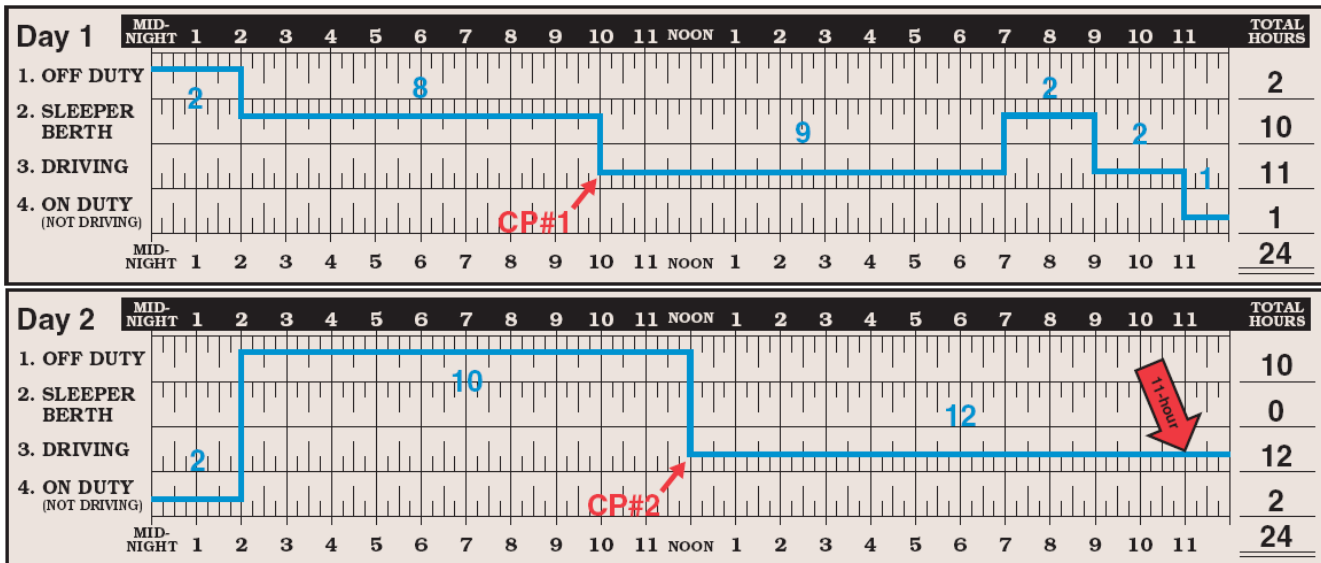 Day 1 MID-NIGHT 1 2 3 4 5 6 7 8 9 10 11 NOON 1 2 3 4 5 6 7 8 9 10 11 TOTAL HOURS
1. OFF DUTY 2 8 2 2
2. SLEEPER BERTH 9 2 10
3. DRIVING 1 11
4. ON DUTY (NOT DRIVING) CP#1 1
MID-NIGHT 1 2 3 4 5 6 7 8 9 10 11 NOON 1 2 3 4 5 6 7 8 9 10 11 24
Day 2 MID-NIGHT 1 2 3 4 5 6 7 8 9 10 11 NOON 1 2 3 4 5 6 7 8 9 10 11 TOTAL HOURS
1. OFF DUTY 10 10
2. SLEEPER BERTH 12 11-hour 0
3. DRIVING 2 12
4. ON DUTY (NOT DRIVING) CP#2 2
MID-NIGHT 1 2 3 4 5 6 7 8 9 10 11 NOON 1 2 3 4 5 6 7 8 9 10 11 24